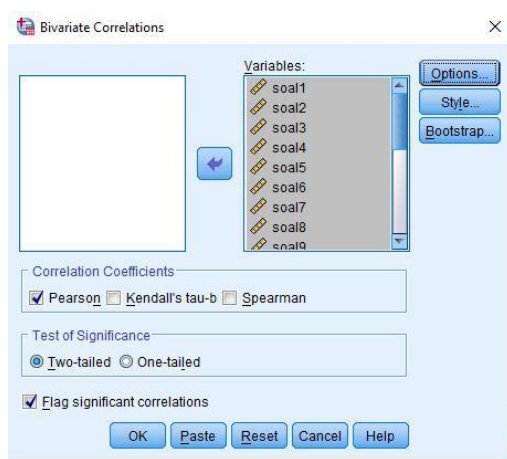 Bivariate Correlations
Variables:
soal1
soal2
soal3
soal4
soal5
soal6
soal7
soal8
soal9
Options...
Style...
Bootstrap...
Correlation Coefficients
Pearson Kendall's tau-b Spearman
Test of Significance
Two-tailed One-tailed
Flag significant correlations
OK Paste Reset Cancel Help